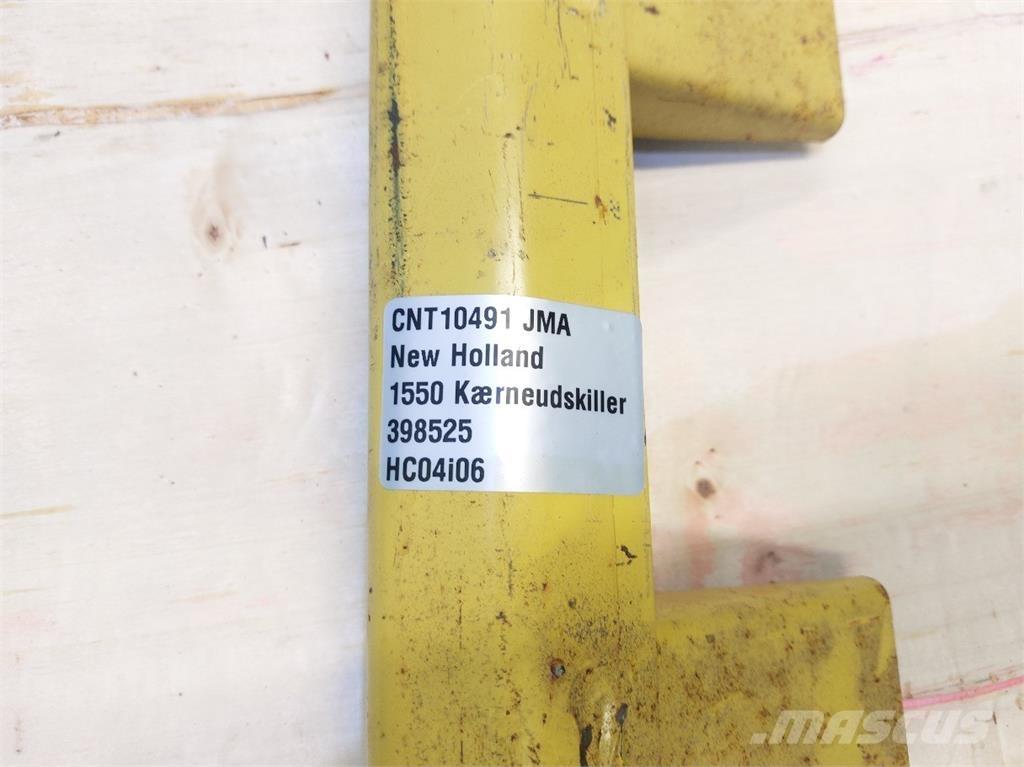 CNT10491 JMA
New Holland
1550 Kærneudskiller
398525
HC04i06
MASCUS